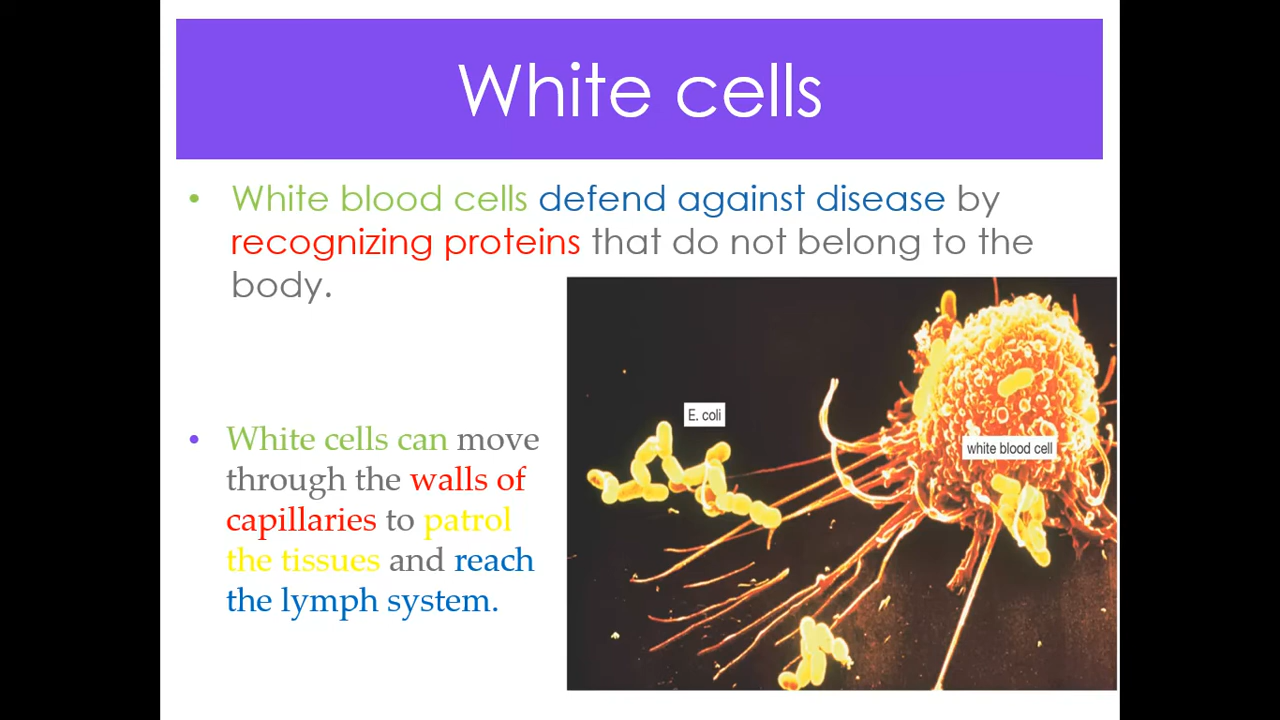 White cells
• White blood cells defend against disease by
recognizing proteins that do not belong to the
body.
E. coli
white blood cell
• White cells can move
through the walls of
capillaries to patrol
the tissues and reach
the lymph system.